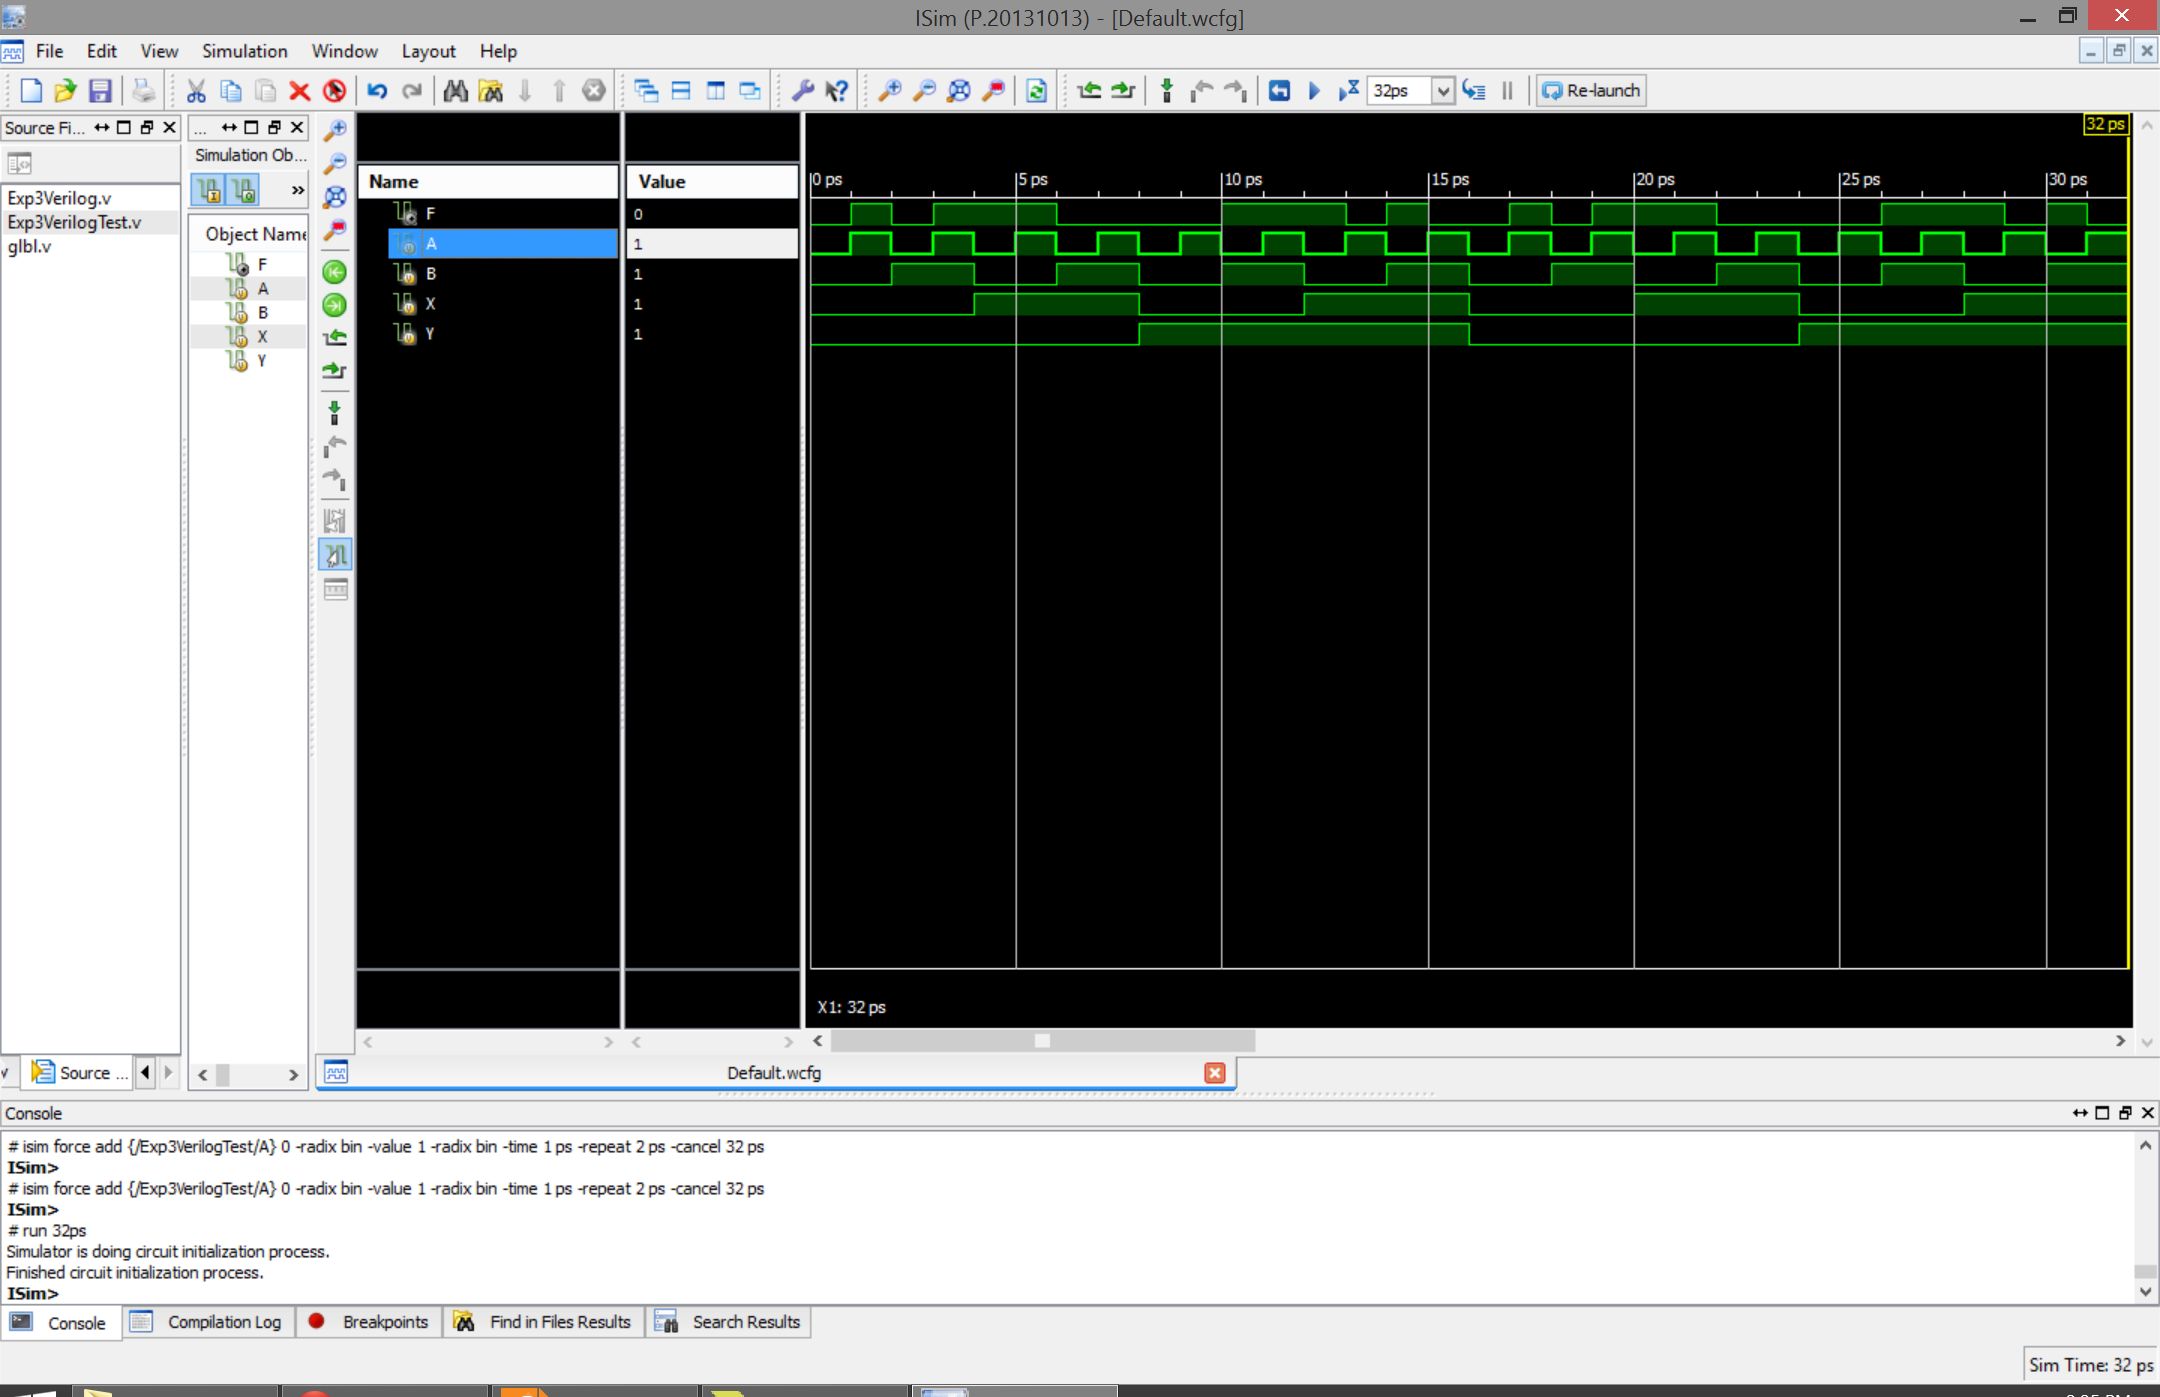 ISim (P.20131013) - [Default.wcfg]
File Edit View Simulation Window Layout Help
32ps Re-launch
Source Fi...
...
Simulation Ob...
»
Exp3Verilog.v
Exp3VerilogTest.v
glbl.v
Object Name
F
A
B
X
Y
Name Value
F 0
A 1
B 1
X 1
Y 1
32 ps
0 ps 5 ps 10 ps 15 ps 20 ps 25 ps 30 ps
X1: 32 ps
Source ...
Default.wcfg
Console
# isim force add {/Exp3VerilogTest/A} 0 -radix bin -value 1 -radix bin -time 1 ps -repeat 2 ps -cancel 32 ps
ISim>
# isim force add {/Exp3VerilogTest/A} 0 -radix bin -value 1 -radix bin -time 1 ps -repeat 2 ps -cancel 32 ps
ISim>
# run 32ps
Simulator is doing circuit initialization process.
Finished circuit initialization process.
ISim>
Console Compilation Log Breakpoints Find in Files Results Search Results
Sim Time: 32 ps